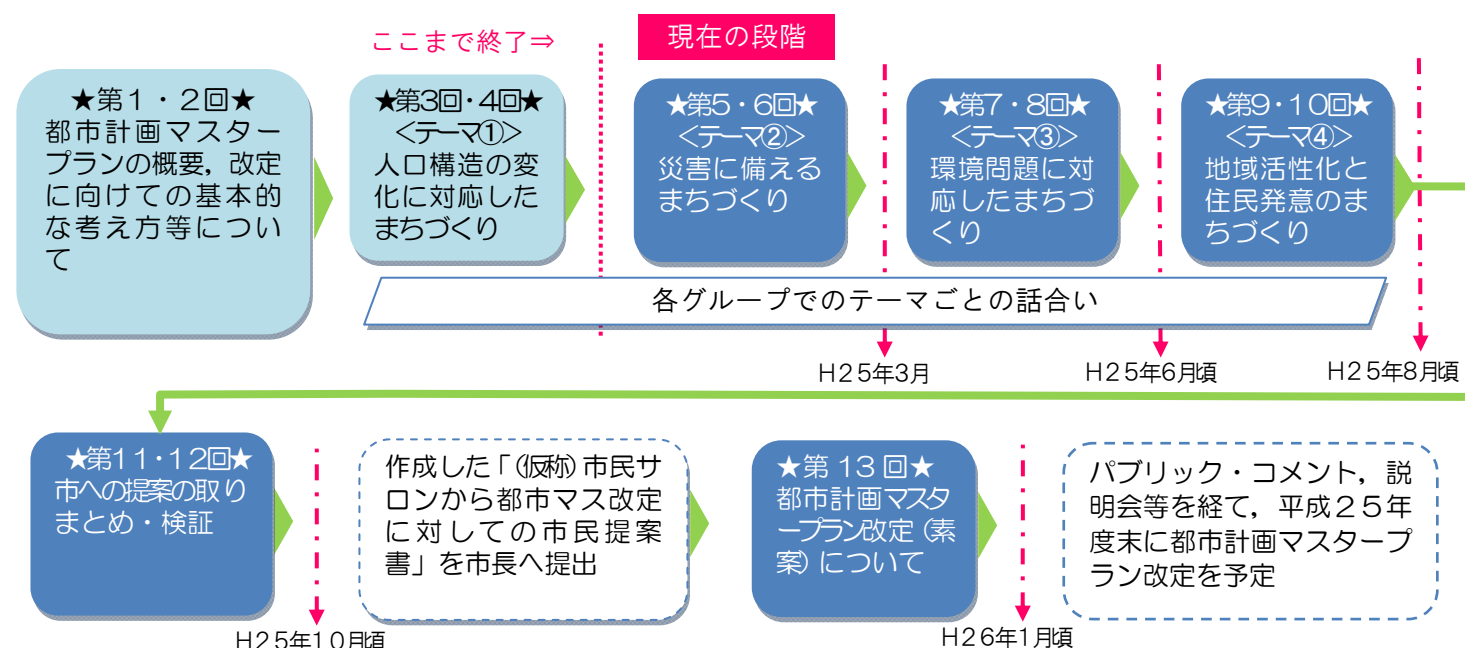 ここまで終了⇒
現在の段階
★第1・2回★
都市計画マスター
プランの概要，改定
に向けての基本的
な考え方等につい
て
★第3回・4回★
<テーマ①>
人口構造の変
化に対応した
まちづくり
★第5・6回★
<テーマ②>
災害に備える
まちづくり
★第7・8回★
<テーマ③>
環境問題に対
応したまちづ
くり
★第9・10回★
<テーマ④>
地域活性化と
住民発意のま
ちづくり
各グループでのテーマごとの話合い
H25年3月
H25年6月頃
H25年8月頃
★第11・12回★
市への提案の取り
まとめ・検証
H25年10月頃
作成した「(仮称)市民サ
ロンから都市マス改定
に対しての市民提案
書」を市長へ提出
★第13回★
都市計画マスタ
ープラン改定(素
案)について
H26年1月頃
パブリック・コメント，説
明会等を経て，平成25年
度末に都市計画マスタープ
ラン改定を予定